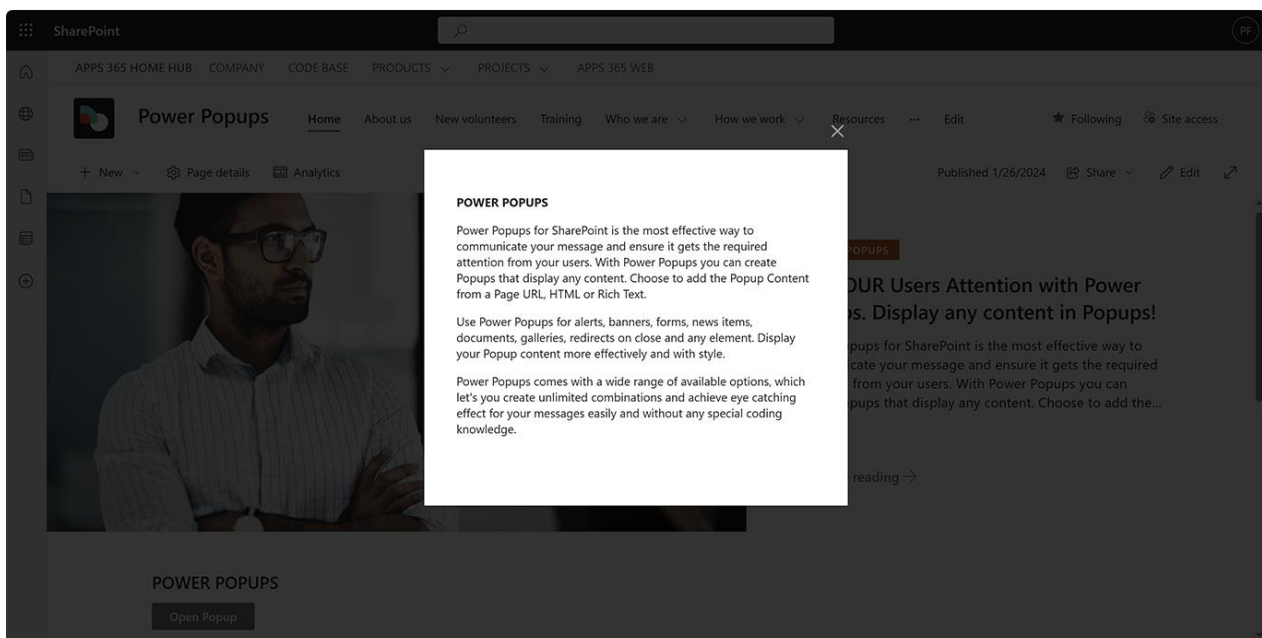 SharePoint
PF
APPS 365 HOME HUB COMPANY CODE BASE PRODUCTS PROJECTS APPS 365 WEB
Power Popups Home About us New volunteers Training Who we are How we work Resources ... Edit Following Site access
+ New Page details Analytics Published 1/26/2024 Share Edit
POWER POPUPS
Power Popups for SharePoint is the most effective way to
communicate your message and ensure it gets the required
attention from your users. With Power Popups you can create
Popups that display any content. Choose to add the Popup Content
from a Page URL, HTML or Rich Text.
Use Power Popups for alerts, banners, forms, news items,
documents, galleries, redirects on close and any element. Display
your Popup content more effectively and with style.
Power Popups comes with a wide range of available options, which
let's you create unlimited combinations and achieve eye catching
effect for your messages easily and without any special coding
knowledge.
POPUPS
OUR Users Attention with Power
s. Display any content in Popups!
pups for SharePoint is the most effective way to
cate your message and ensure it gets the required
from your users. With Power Popups you can
pups that display any content. Choose to add the...
reading →
POWER POPUPS
Open Popup